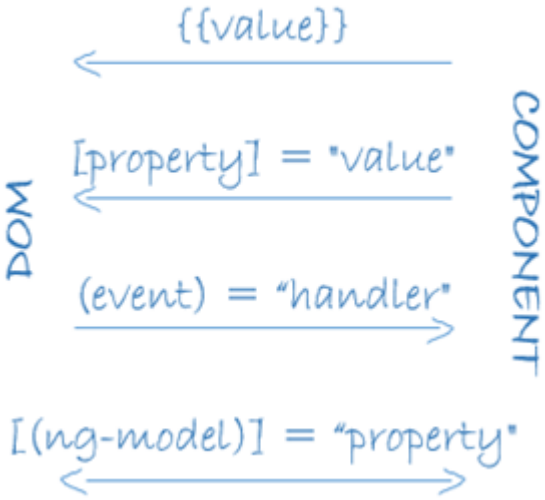 {{value}}
[property] = "value"
(event) = “handler"
[(ng-model)] = “property"
DOM
COMPONENT